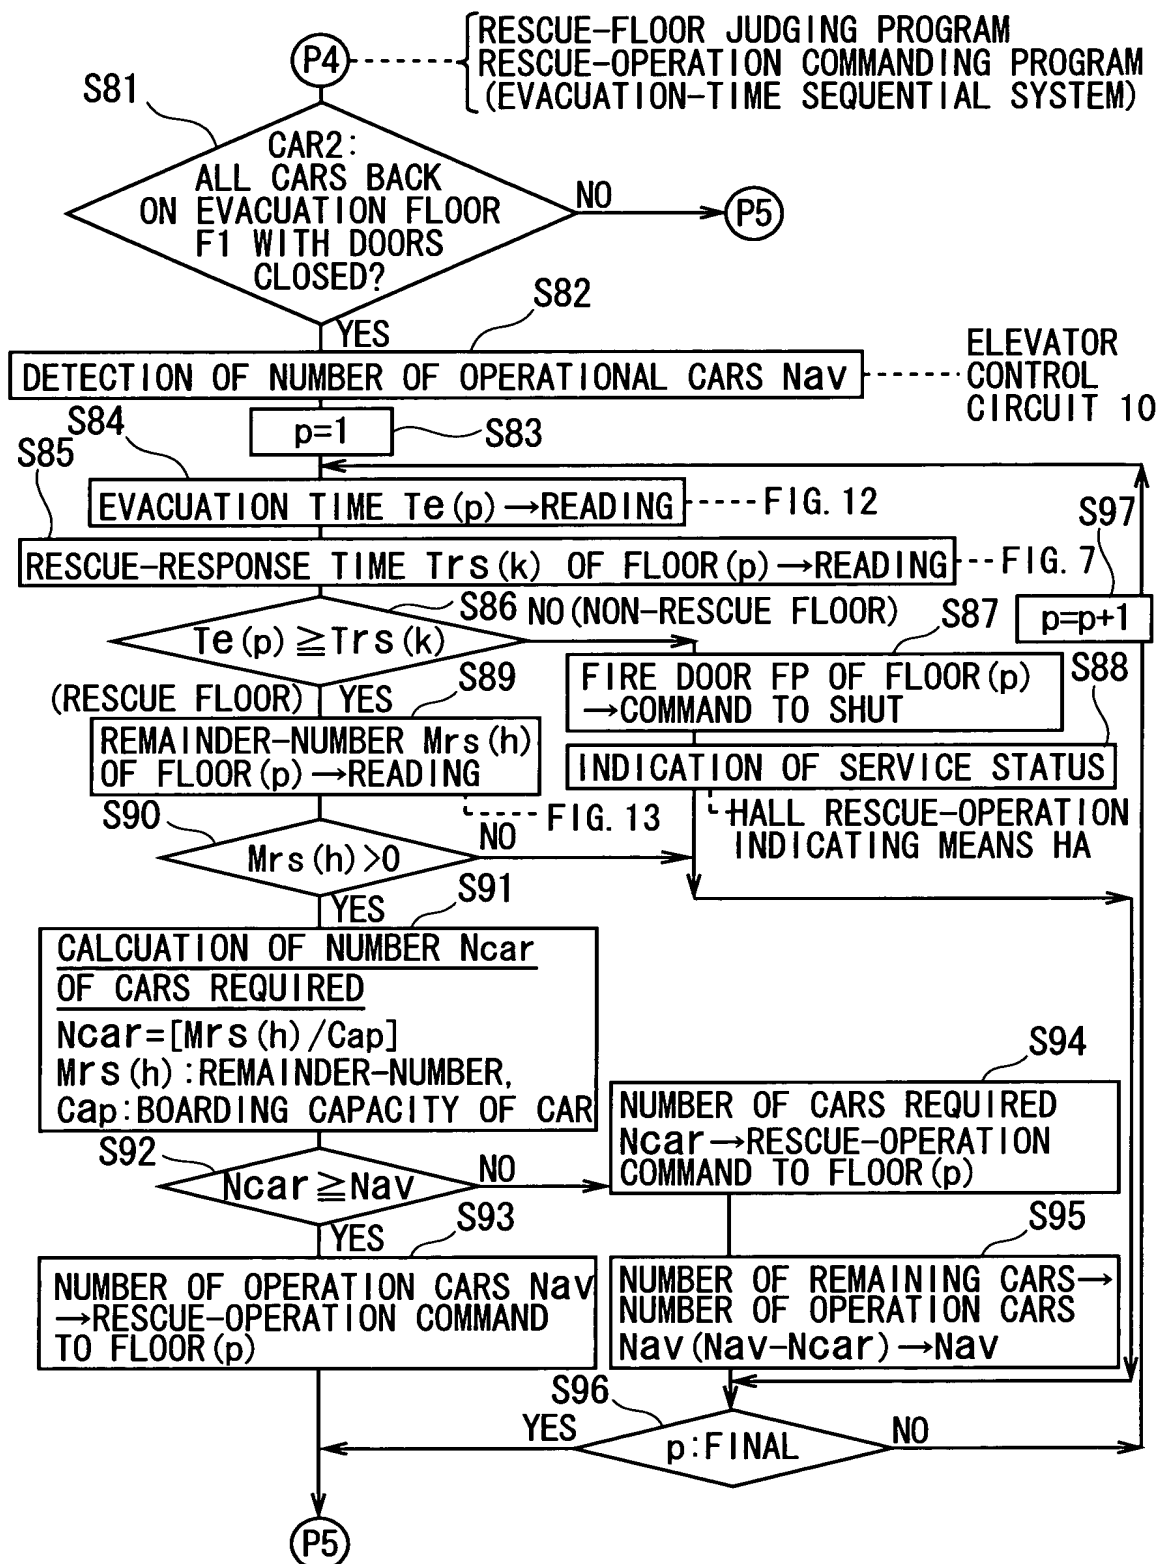 RESCUE-FLOOR JUDGING PROGRAM
P4
RESCUE-OPERATION COMMANDING PROGRAM
(EVACUATION-TIME SEQUENTIAL SYSTEM)
S81
CAR2:
ALL CARS BACK
ON EVACUATION FLOOR
F1 WITH DOORS
CLOSED?
NO
P5
YES
S82
DETECTION OF NUMBER OF OPERATIONAL CARS Nav
ELEVATOR
CONTROL
CIRCUIT 10
p=1
S83
S84
EVACUATION TIME Te(p)→READING
FIG. 12
S85
RESCUE-RESPONSE TIME Trs(k) OF FLOOR(p)→READING
FIG. 7
S97
p=p+1
S86
Te(p)≧Trs(k)
NO(NON-RESCUE FLOOR)
S87
FIRE DOOR FP OF FLOOR(p)
→COMMAND TO SHUT
S88
INDICATION OF SERVICE STATUS
HALL RESCUE-OPERATION
INDICATING MEANS HA
(RESCUE FLOOR)
YES
S89
REMAINDER-NUMBER Mrs(h)
OF FLOOR(p)→READING
FIG. 13
S90
Mrs(h)>0
NO
YES
S91
CALCUATION OF NUMBER Ncar
OF CARS REQUIRED
Ncar=[Mrs(h)/Cap]
Mrs(h):REMAINDER-NUMBER,
Cap:BOARDING CAPACITY OF CAR
S92
Ncar≧Nav
NO
S94
NUMBER OF CARS REQUIRED
Ncar→RESCUE-OPERATION
COMMAND TO FLOOR(p)
YES
S93
NUMBER OF OPERATION CARS Nav
→RESCUE-OPERATION COMMAND
TO FLOOR(p)
S95
NUMBER OF REMAINING CARS→
NUMBER OF OPERATION CARS
Nav(Nav-Ncar)→Nav
S96
p:FINAL
YES
NO
P5